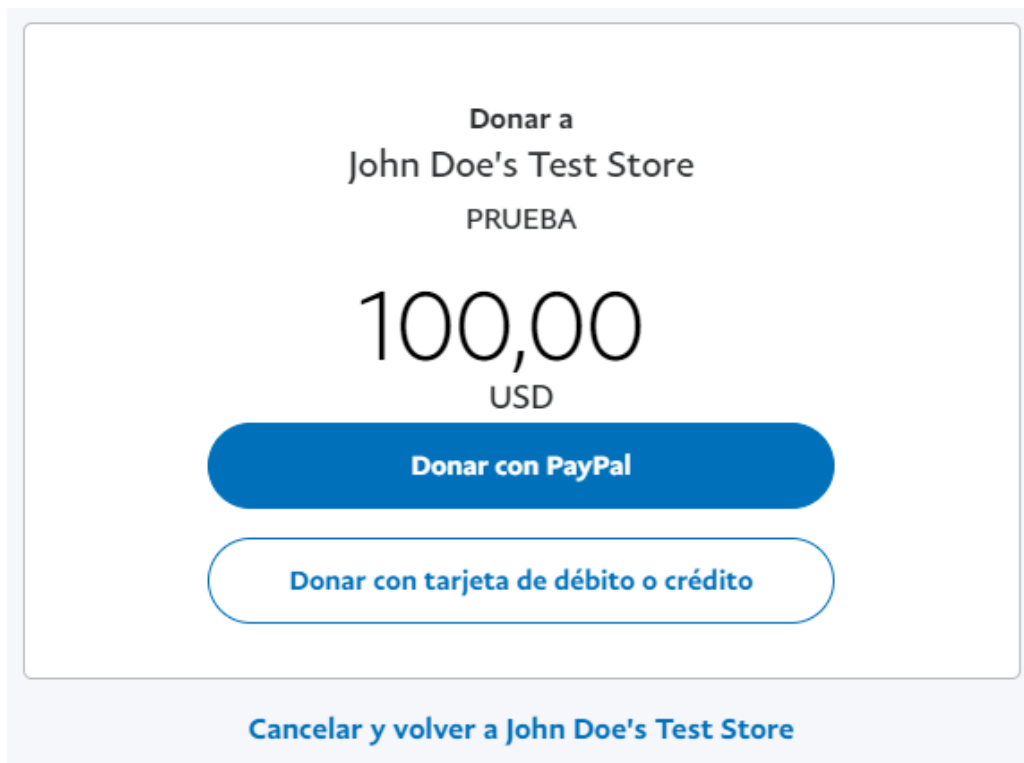 Donar a
John Doe's Test Store
PRUEBA
100,00
USD
Donar con PayPal
Donar con tarjeta de débito o crédito
Cancelar y volver a John Doe's Test Store